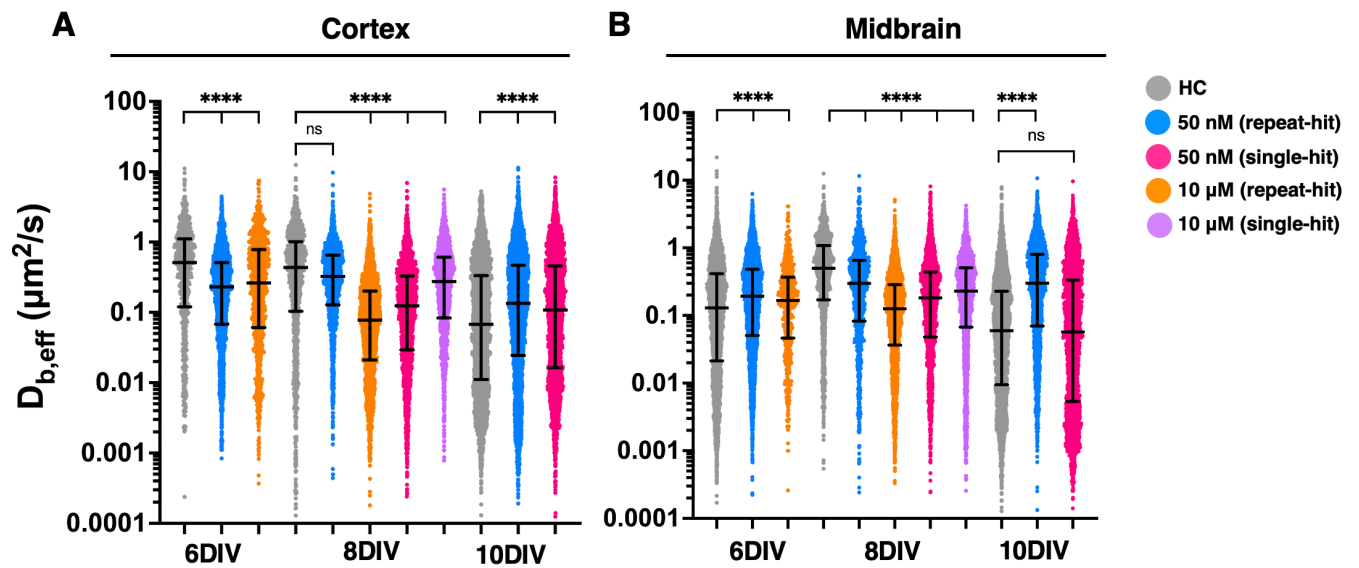 A
Cortex
B
Midbrain
HC
50 nM (repeat-hit)
50 nM (single-hit)
10 µM (repeat-hit)
10 µM (single-hit)
D_b,eff (µm²/s)
100
10
1
0.1
0.01
0.001
0.0001
****
****
****
ns
6DIV
8DIV
10DIV
100
10
1
0.1
0.01
0.001
0.0001
****
****
****
ns
6DIV
8DIV
10DIV